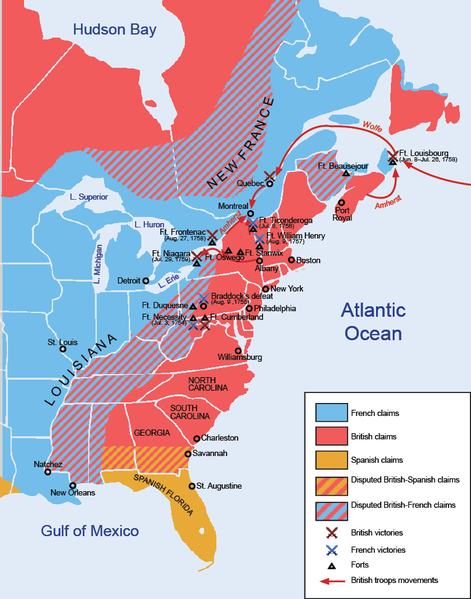 Hudson Bay
NEW FRANCE
Wolfe
Ft. Louisbourg
(Jun. 8-Jul. 26, 1758)
Ft. Beausejour
Quebec
Amherst
Port
Royal
Montreal
Amherst
Ft. Ticonderoga
(Jul. 8, 1758)
Ft. William Henry
(Aug. 9, 1757)
L. Superior
L. Huron
L. Michigan
Ft. Frontenac
(Aug. 27, 1758)
Ft. Niagara
(Jul. 29, 1759)
Ft. Oswego
Ft. Stanwix
Albany
Boston
L. Erie
Detroit
New York
Braddock's defeat
(Aug. 9, 1755)
Ft. Duquesne
Philadelphia
Ft. Necessity
(Jul. 3, 1754)
Ft. Cumberland
Atlantic
Ocean
St. Louis
LOUISIANA
Williamsburg
NORTH
CAROLINA
SOUTH
CAROLINA
GEORGIA
Charleston
Savannah
Natchez
New Orleans
SPANISH FLORIDA
St. Augustine
Gulf of Mexico
French claims
British claims
Spanish claims
Disputed British-Spanish claims
Disputed British-French claims
British victories
French victories
Forts
British troops movements